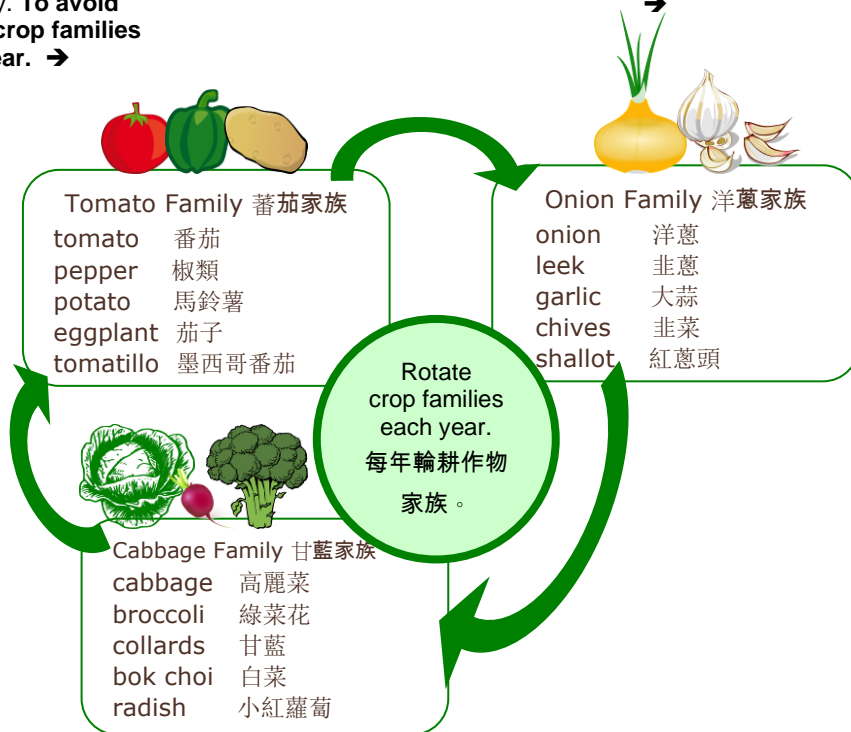 y. To avoid
crop families
ear. ➔
➔
Tomato Family 蕃茄家族
tomato 番茄
pepper 椒類
potato 馬鈴薯
eggplant 茄子
tomatillo 墨西哥番茄
Onion Family 洋蔥家族
onion 洋蔥
leek 韭蔥
garlic 大蒜
chives 韭菜
shallot 紅蔥頭
Rotate
crop families
each year.
每年輪耕作物
家族。
Cabbage Family 甘藍家族
cabbage 高麗菜
broccoli 綠菜花
collards 甘藍
bok choi 白菜
radish 小紅蘿蔔